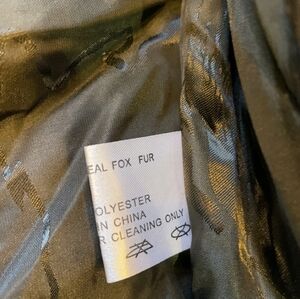 EAL FOX FUR
OLYESTER
N CHINA
R CLEANING ONLY